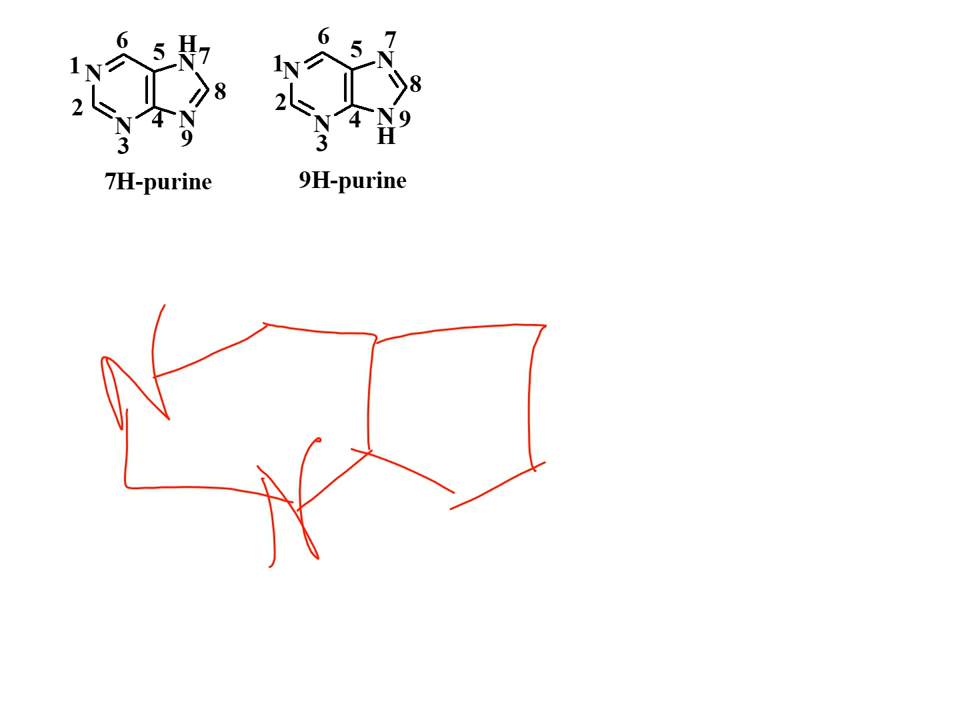 6 5 H 7 6 5 7
1 N N 1 N N
2 8 2 8
N 4 N N 4 N 9
3 9 3 H
7H-purine 9H-purine
N
N